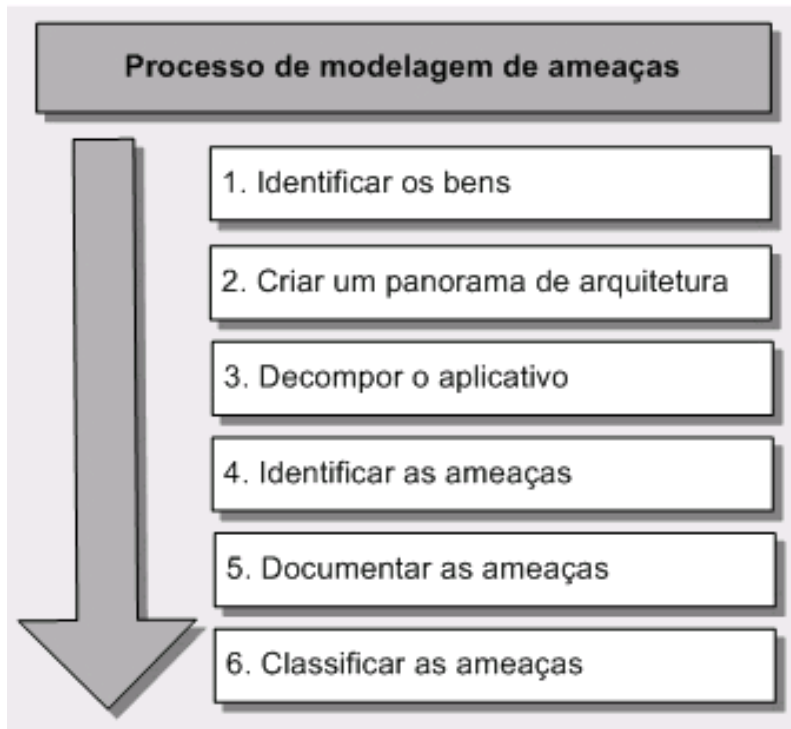 Processo de modelagem de ameaças
1. Identificar os bens
2. Criar um panorama de arquitetura
3. Decompor o aplicativo
4. Identificar as ameaças
5. Documentar as ameaças
6. Classificar as ameaças